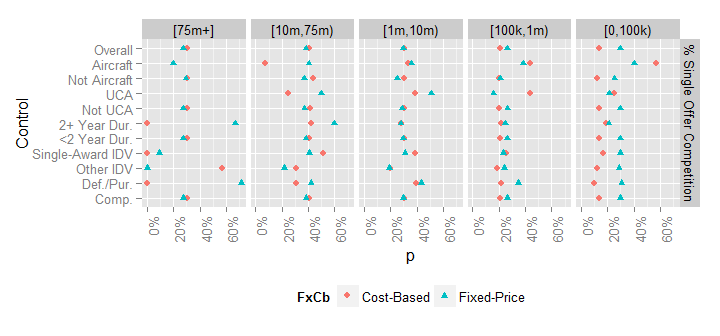 [75m+] [10m,75m) [1m,10m) [100k,1m) [0,100k)
Overall
Aircraft
Not Aircraft
UCA
Not UCA
2+ Year Dur.
<2 Year Dur.
Single-Award IDV
Other IDV
Def./Pur.
Comp.
Control
% Single Offer Competition
0% 20% 40% 60% 0% 20% 40% 60% 0% 20% 40% 60% 0% 20% 40% 60% 0% 20% 40% 60%
p
FxCb Cost-Based Fixed-Price